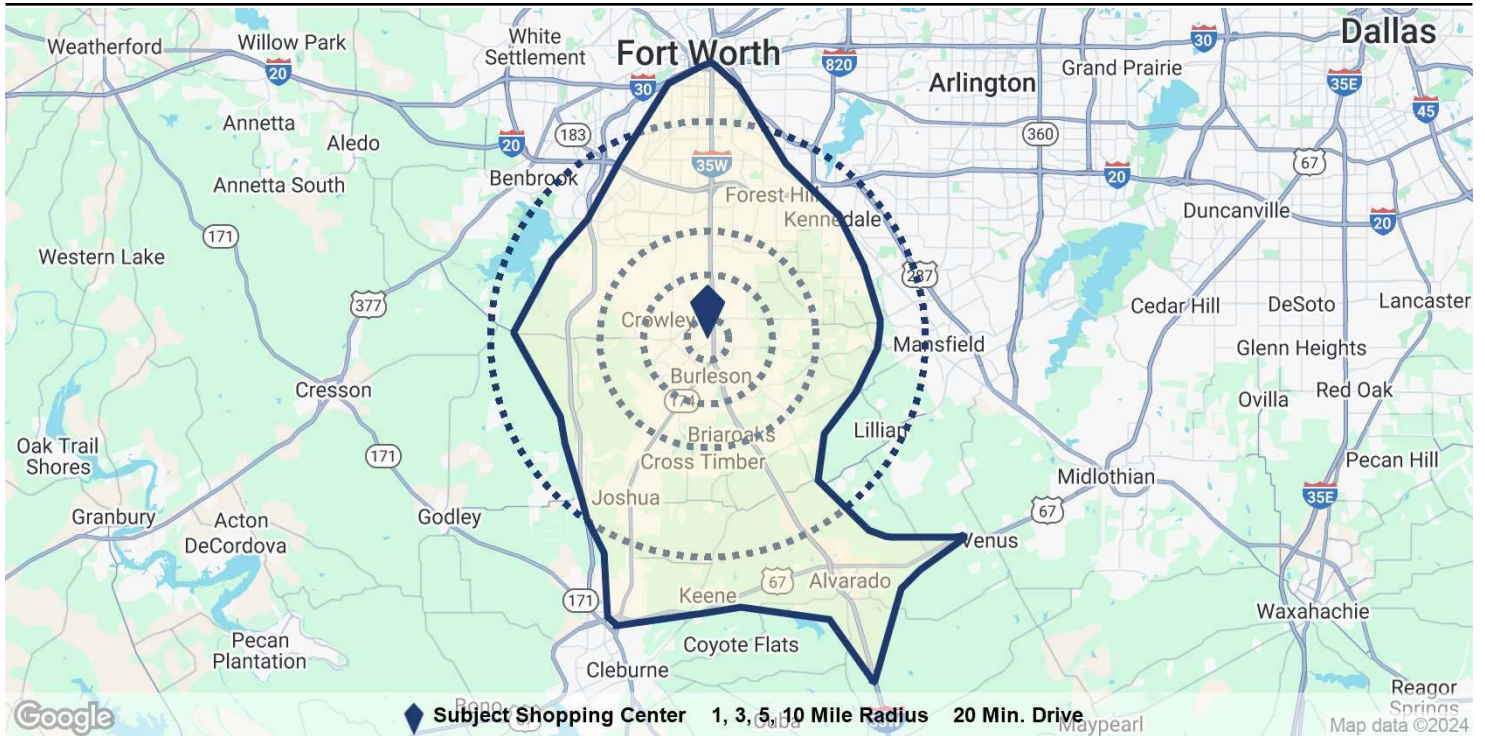 Weatherford
Willow Park
White
Settlement
Fort Worth
Dallas
20
30
820
Grand Prairie
30
35E
45
Arlington
Annetta
Aledo
183
20
360
67
Annetta South
Benbrook
35W
Forest Hill
20
Kennedale
Duncanville
20
171
Western Lake
287
377
Cedar Hill
DeSoto
Lancaster
Crowley
Mansfield
Glenn Heights
Burleson
Cresson
174
Ovilla
Red Oak
Oak Trail
Shores
171
Briaroaks
Lillian
Cross Timber
Pecan Hill
Midlothian
Joshua
35E
Granbury
Acton
Godley
67
DeCordova
Venus
67
Alvarado
171
Keene
Waxahachie
Pecan
Plantation
Coyote Flats
Cleburne
Reagor
Springs
Bono
67
Cuba
Maypearl
Google
Subject Shopping Center 1, 3, 5, 10 Mile Radius 20 Min. Drive
Map data ©2024